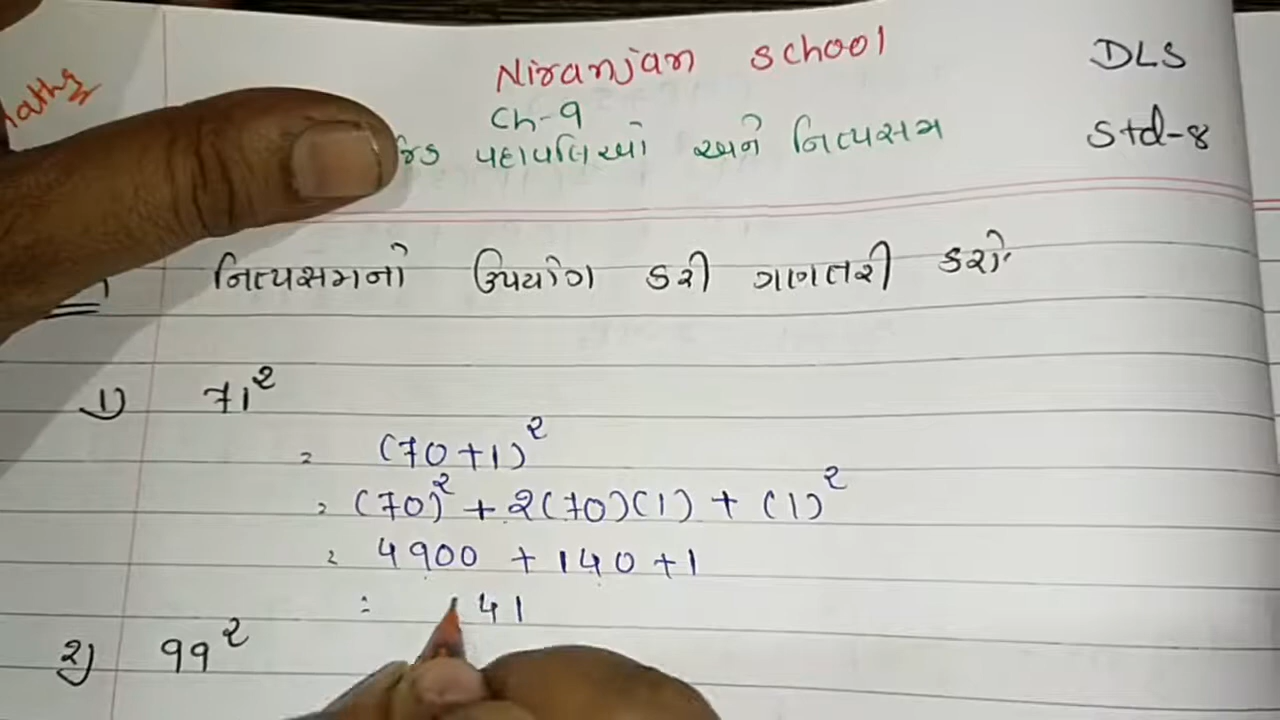 Niranjan school
DLS
Maths
Ch-9
Std-8
પદાવલિઓ અને નિત્યસમ
નિત્યસમનો ઉપયોગ કરી ગણતરી કરો.
1) 71²
= (70+1)²
= (70)² + 2(70)(1) + (1)²
= 4900 + 140 + 1
= 41
૨) 99²